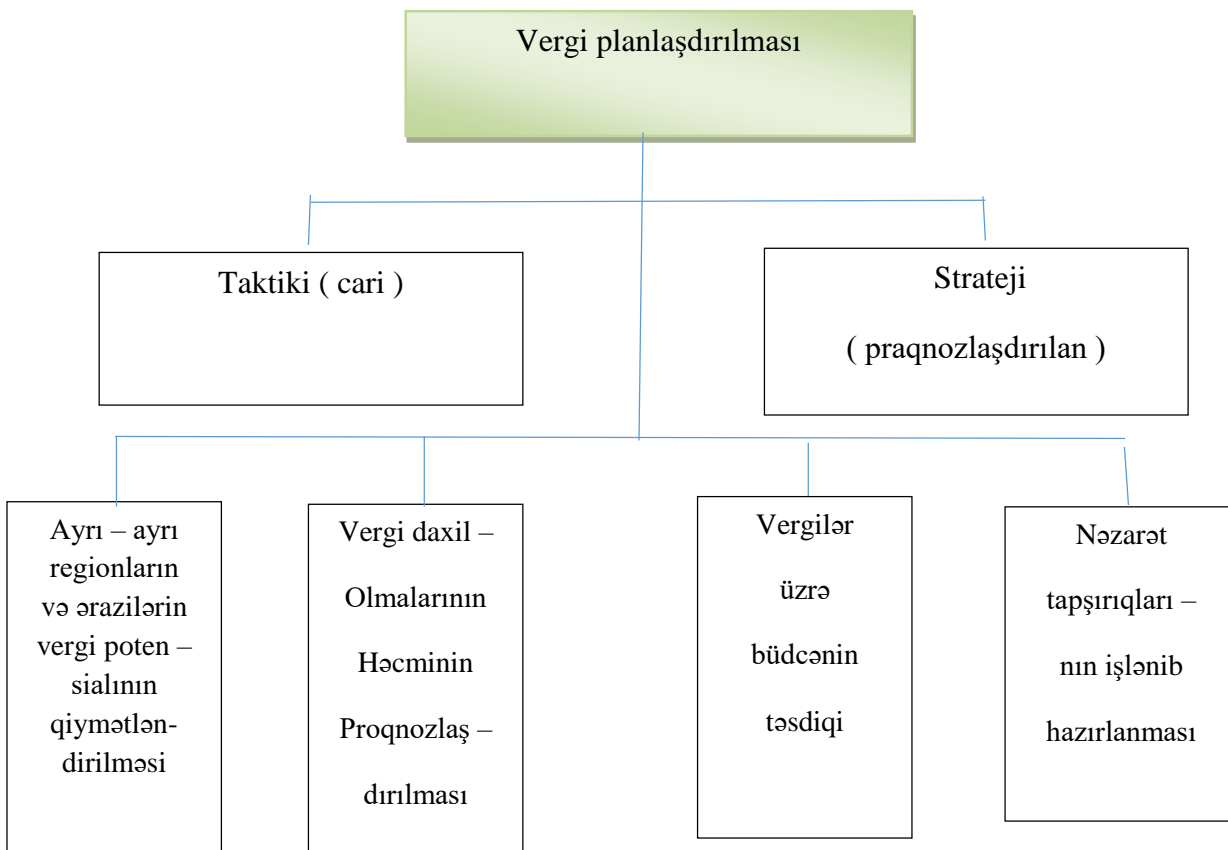 Vergi planlaşdırılması
Taktiki ( cari )
Strateji
( praqnozlaşdırılan )
Ayrı – ayrı
regionların
və ərazilərin
vergi poten –
sialının
qiymətlən-
dirilməsi
Vergi daxil –
Olmalarının
Həcminin
Proqnozlaş –
dırılması
Vergilər
üzrə
büdcənin
təsdiqi
Nəzarət
tapşırıqları –
nın işlənib
hazırlanması